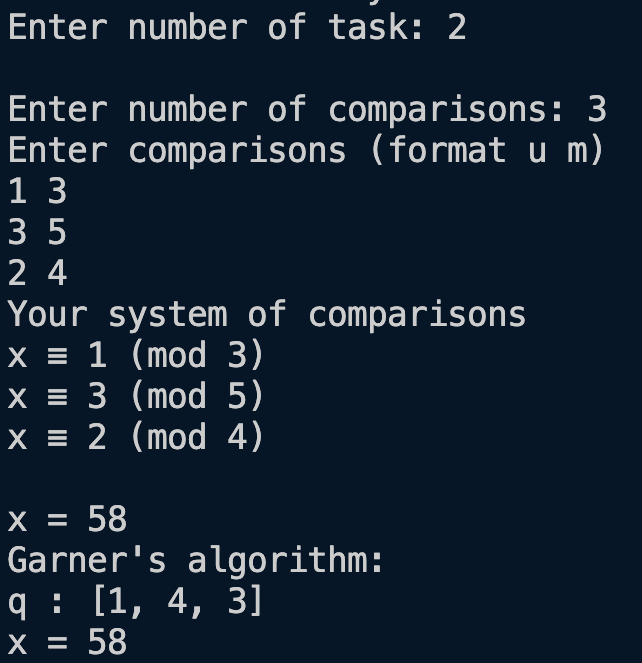 Enter number of task: 2
Enter number of comparisons: 3
Enter comparisons (format u m)
1 3
3 5
2 4
Your system of comparisons
x ≡ 1 (mod 3)
x ≡ 3 (mod 5)
x ≡ 2 (mod 4)
x = 58
Garner's algorithm:
q : [1, 4, 3]
x = 58